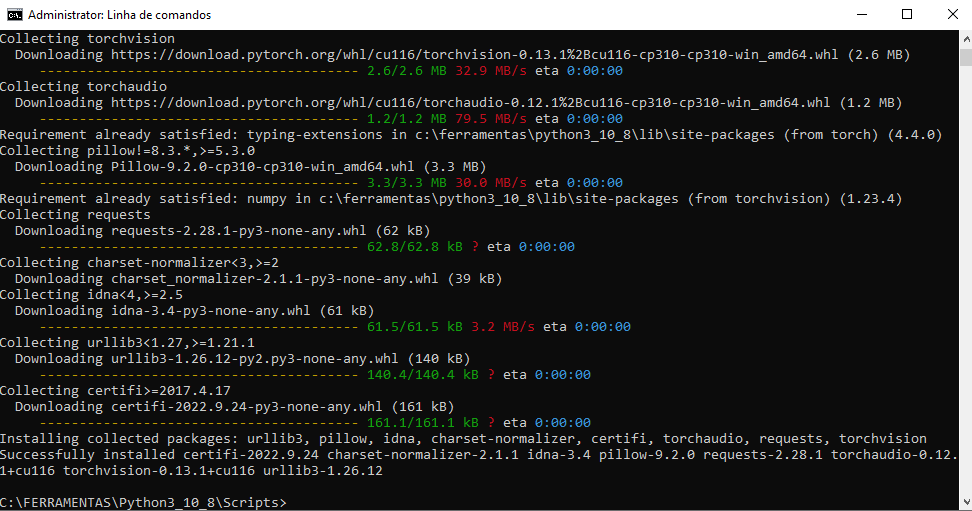 Administrator: Linha de comandos
Collecting torchvision
  Downloading https://download.pytorch.org/whl/cu116/torchvision-0.13.1%2Bcu116-cp310-cp310-win_amd64.whl (2.6 MB)
     ---------------------------------------- 2.6/2.6 MB 32.9 MB/s eta 0:00:00
Collecting torchaudio
  Downloading https://download.pytorch.org/whl/cu116/torchaudio-0.12.1%2Bcu116-cp310-cp310-win_amd64.whl (1.2 MB)
     ---------------------------------------- 1.2/1.2 MB 79.5 MB/s eta 0:00:00
Requirement already satisfied: typing-extensions in c:\ferramentas\python3_10_8\lib\site-packages (from torch) (4.4.0)
Collecting pillow!=8.3.*,>=5.3.0
  Downloading Pillow-9.2.0-cp310-cp310-win_amd64.whl (3.3 MB)
     ---------------------------------------- 3.3/3.3 MB 30.0 MB/s eta 0:00:00
Requirement already satisfied: numpy in c:\ferramentas\python3_10_8\lib\site-packages (from torchvision) (1.23.4)
Collecting requests
  Downloading requests-2.28.1-py3-none-any.whl (62 kB)
     ---------------------------------------- 62.8/62.8 kB ? eta 0:00:00
Collecting charset-normalizer<3,>=2
  Downloading charset_normalizer-2.1.1-py3-none-any.whl (39 kB)
Collecting idna<4,>=2.5
  Downloading idna-3.4-py3-none-any.whl (61 kB)
     ---------------------------------------- 61.5/61.5 kB 3.2 MB/s eta 0:00:00
Collecting urllib3<1.27,>=1.21.1
  Downloading urllib3-1.26.12-py2.py3-none-any.whl (140 kB)
     ---------------------------------------- 140.4/140.4 kB ? eta 0:00:00
Collecting certifi>=2017.4.17
  Downloading certifi-2022.9.24-py3-none-any.whl (161 kB)
     ---------------------------------------- 161.1/161.1 kB ? eta 0:00:00
Installing collected packages: urllib3, pillow, idna, charset-normalizer, certifi, torchaudio, requests, torchvision
Successfully installed certifi-2022.9.24 charset-normalizer-2.1.1 idna-3.4 pillow-9.2.0 requests-2.28.1 torchaudio-0.12.
1+cu116 torchvision-0.13.1+cu116 urllib3-1.26.12
C:\FERRAMENTAS\Python3_10_8\Scripts>